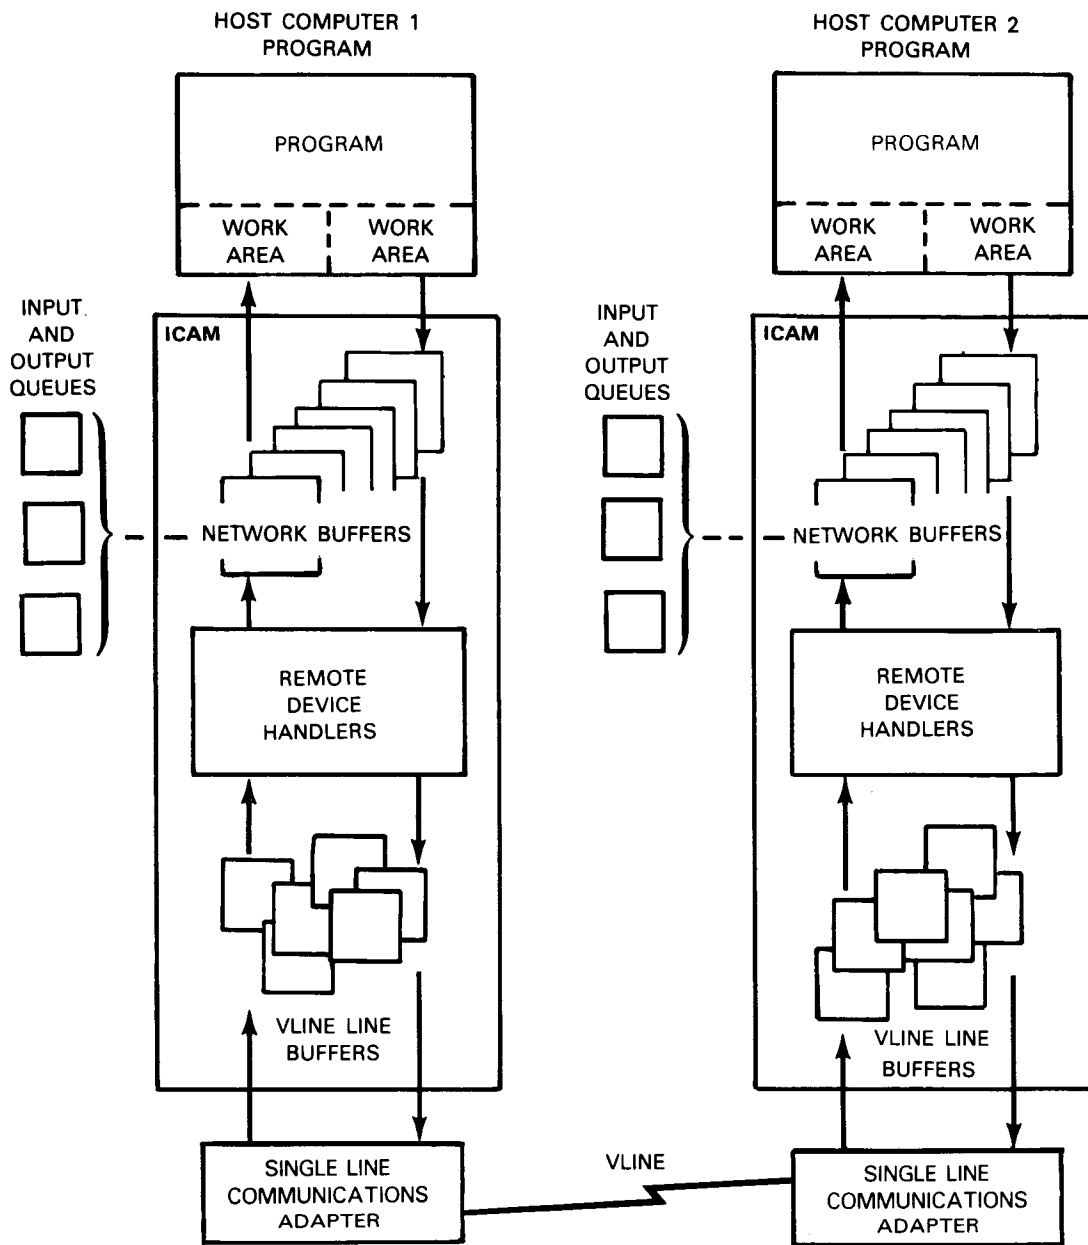 HOST COMPUTER 1
PROGRAM
HOST COMPUTER 2
PROGRAM
PROGRAM
WORK
AREA
WORK
AREA
PROGRAM
WORK
AREA
WORK
AREA
INPUT
AND
OUTPUT
QUEUES
ICAM
INPUT
AND
OUTPUT
QUEUES
ICAM
NETWORK BUFFERS
NETWORK BUFFERS
REMOTE
DEVICE
HANDLERS
REMOTE
DEVICE
HANDLERS
VLINE LINE
BUFFERS
VLINE LINE
BUFFERS
SINGLE LINE
COMMUNICATIONS
ADAPTER
VLINE
SINGLE LINE
COMMUNICATIONS
ADAPTER